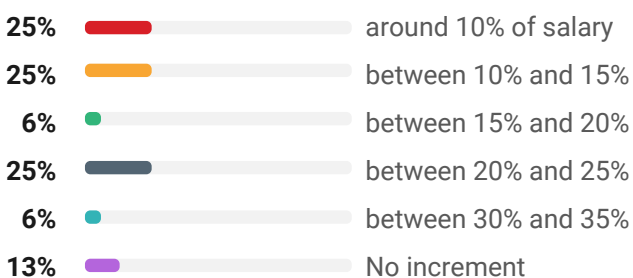 25% around 10% of salary
25% between 10% and 15%
6% between 15% and 20%
25% between 20% and 25%
6% between 30% and 35%
13% No increment